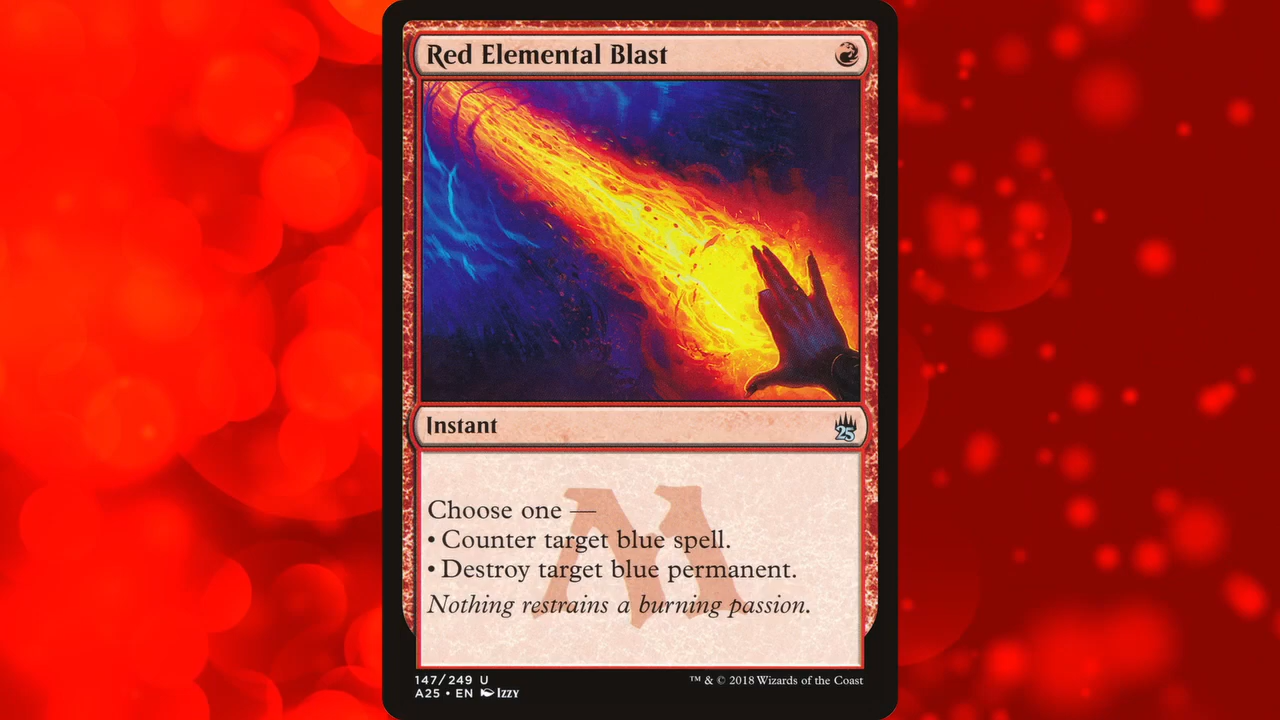 Red Elemental Blast
Instant
25
Choose one —
• Counter target blue spell.
• Destroy target blue permanent.
Nothing restrains a burning passion.
147/249 U
A25 • EN Izzy
™ & © 2018 Wizards of the Coast